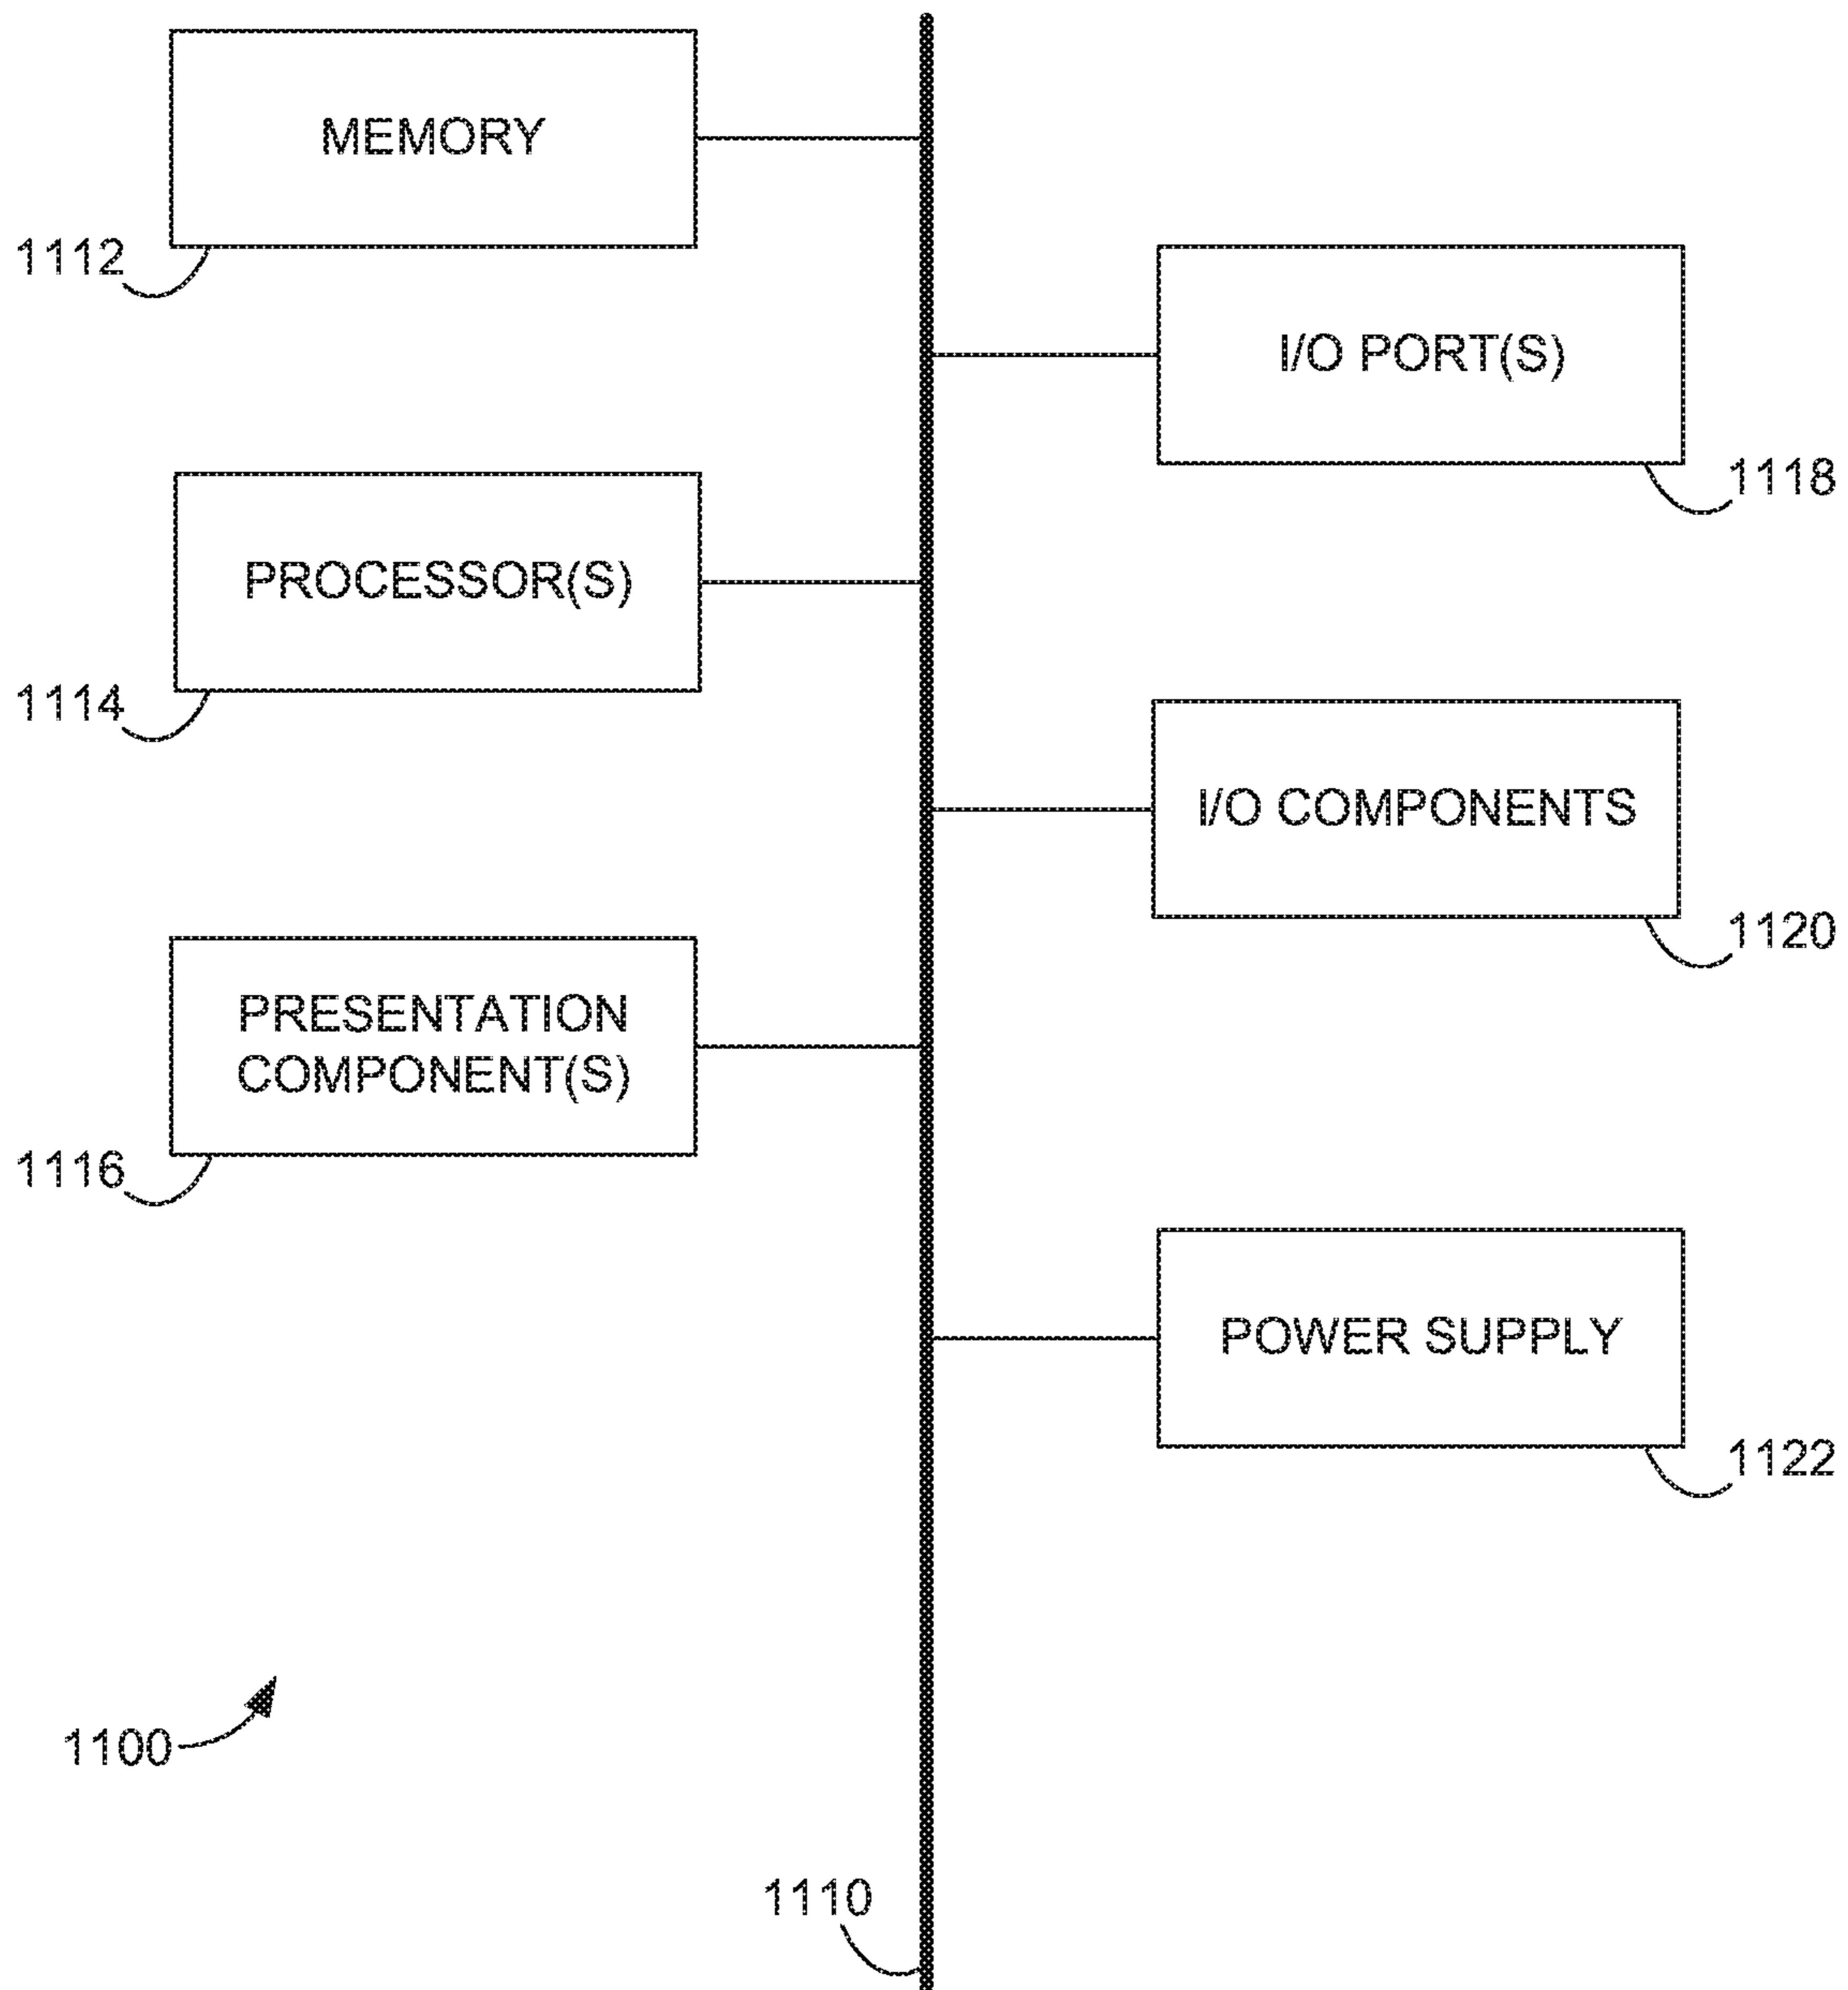 MEMORY
1112
I/O PORT(S)
1118
PROCESSOR(S)
1114
I/O COMPONENTS
1120
PRESENTATION
COMPONENT(S)
1116
POWER SUPPLY
1122
1100
1110